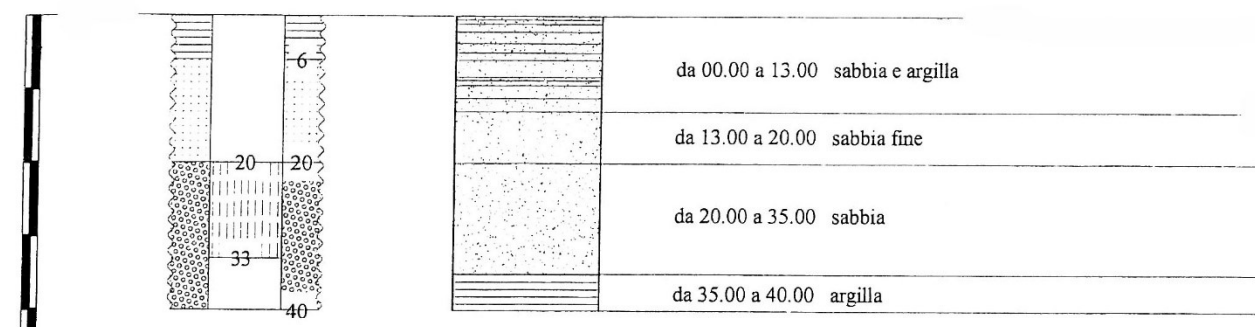 6
20
20
33
40
da 00.00 a 13.00 sabbia e argilla
da 13.00 a 20.00 sabbia fine
da 20.00 a 35.00 sabbia
da 35.00 a 40.00 argilla